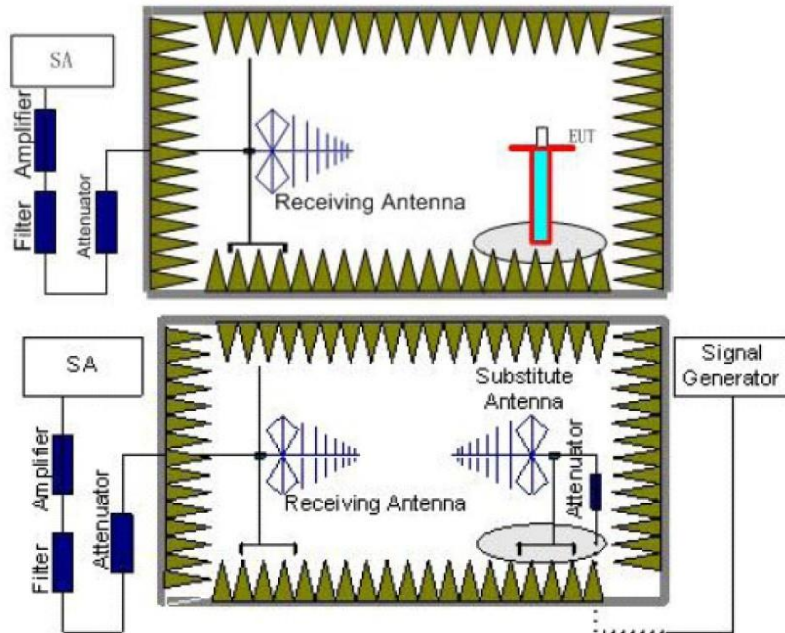 SA
EUT
Amplifier
Filter
Attenuator
Receiving Antenna
SA
Signal
Generator
Substitute
Antenna
Amplifier
Filter
Attenuator
Receiving Antenna
Attenuator